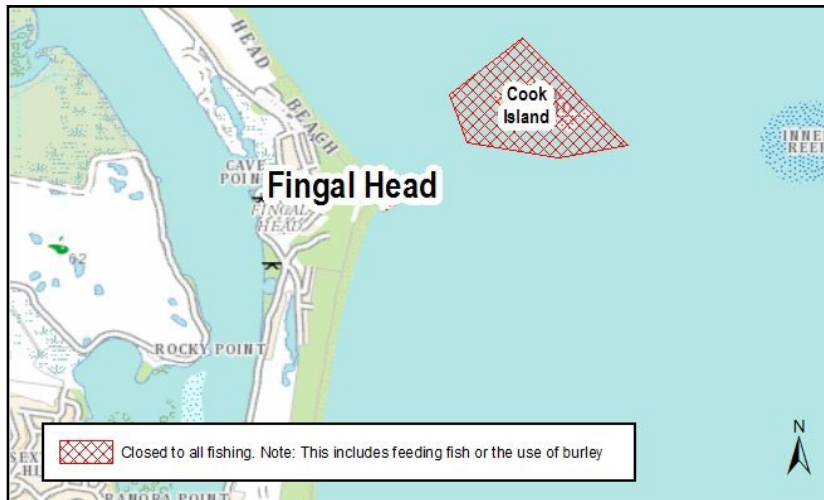 HEAD
BEACH
Cook
Island
INNER
REEF
CAVE
POINT
Fingal Head
FINGAL
HEAD
62
ROCKY POINT
N
Closed to all fishing. Note: This includes feeding fish or the use of burley
BANORA POINT